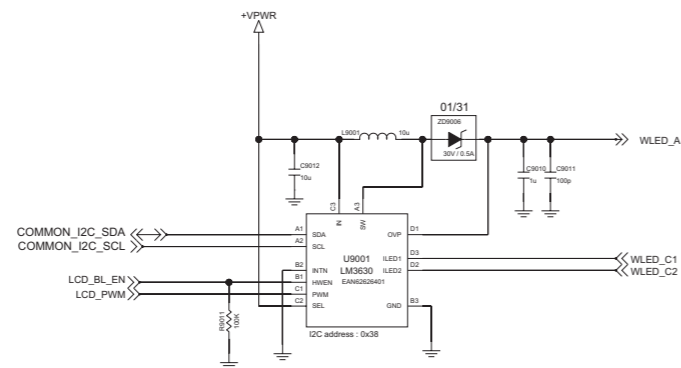 +VPWR
01/31
ZD9006
30V / 0.5A
L9001
10u
WLED_A
C9012
10u
C9010
1u
C9011
100p
C3
A3
IN
SW
COMMON_I2C_SDA
COMMON_I2C_SCL
A1
A2
SDA
SCL
OVP
D1
U9001
LM3630
EAN62626401
ILED1
ILED2
D3
D2
WLED_C1
WLED_C2
LCD_BL_EN
LCD_PWM
B2
B1
C1
C2
INTN
HWEN
PWM
SEL
GND
B3
R9011
100K
I2C address : 0x38